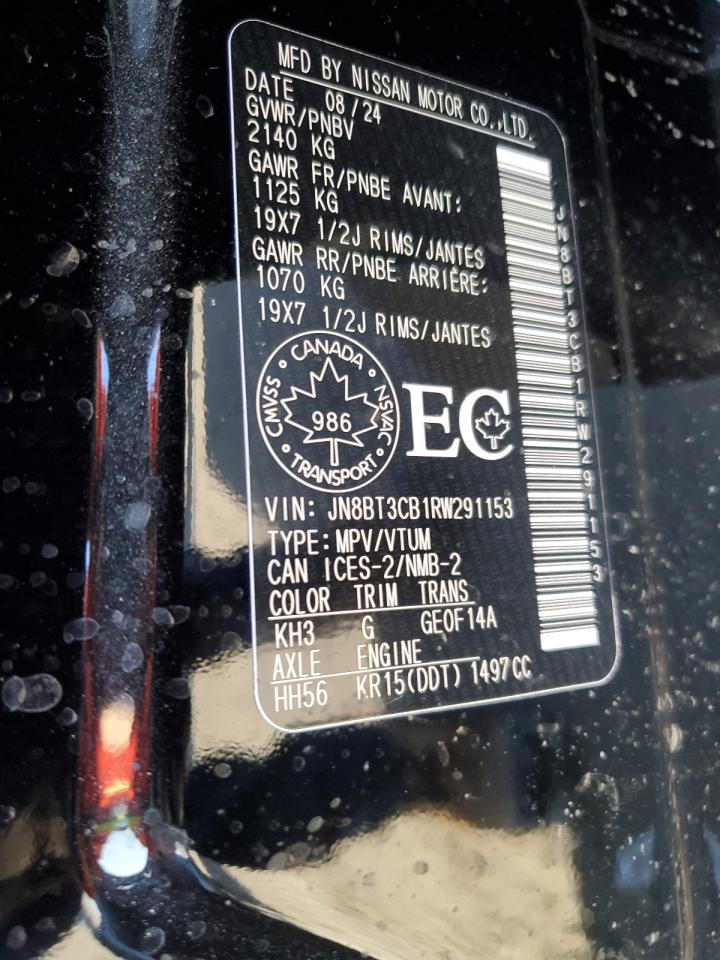 MFD BY NISSAN MOTOR CO.,LTD.
DATE 08/24
GVWR/PNBV
2140 KG
GAWR FR/PNBE AVANT:
1125 KG
19X7 1/2J RIMS/JANTES
GAWR RR/PNBE ARRIÈRE:
1070 KG
19X7 1/2J RIMS/JANTES
CANADA
CMVSS
NSVAC
986
TRANSPORT
EC
VIN: JN8BT3CB1RW291153
TYPE: MPV/VTUM
CAN ICES-2/NMB-2
COLOR TRIM TRANS
KH3 G GEOF14A
AXLE ENGINE
HH56 KR15(DDT) 1497CC
JN8BT3CB1RW291153